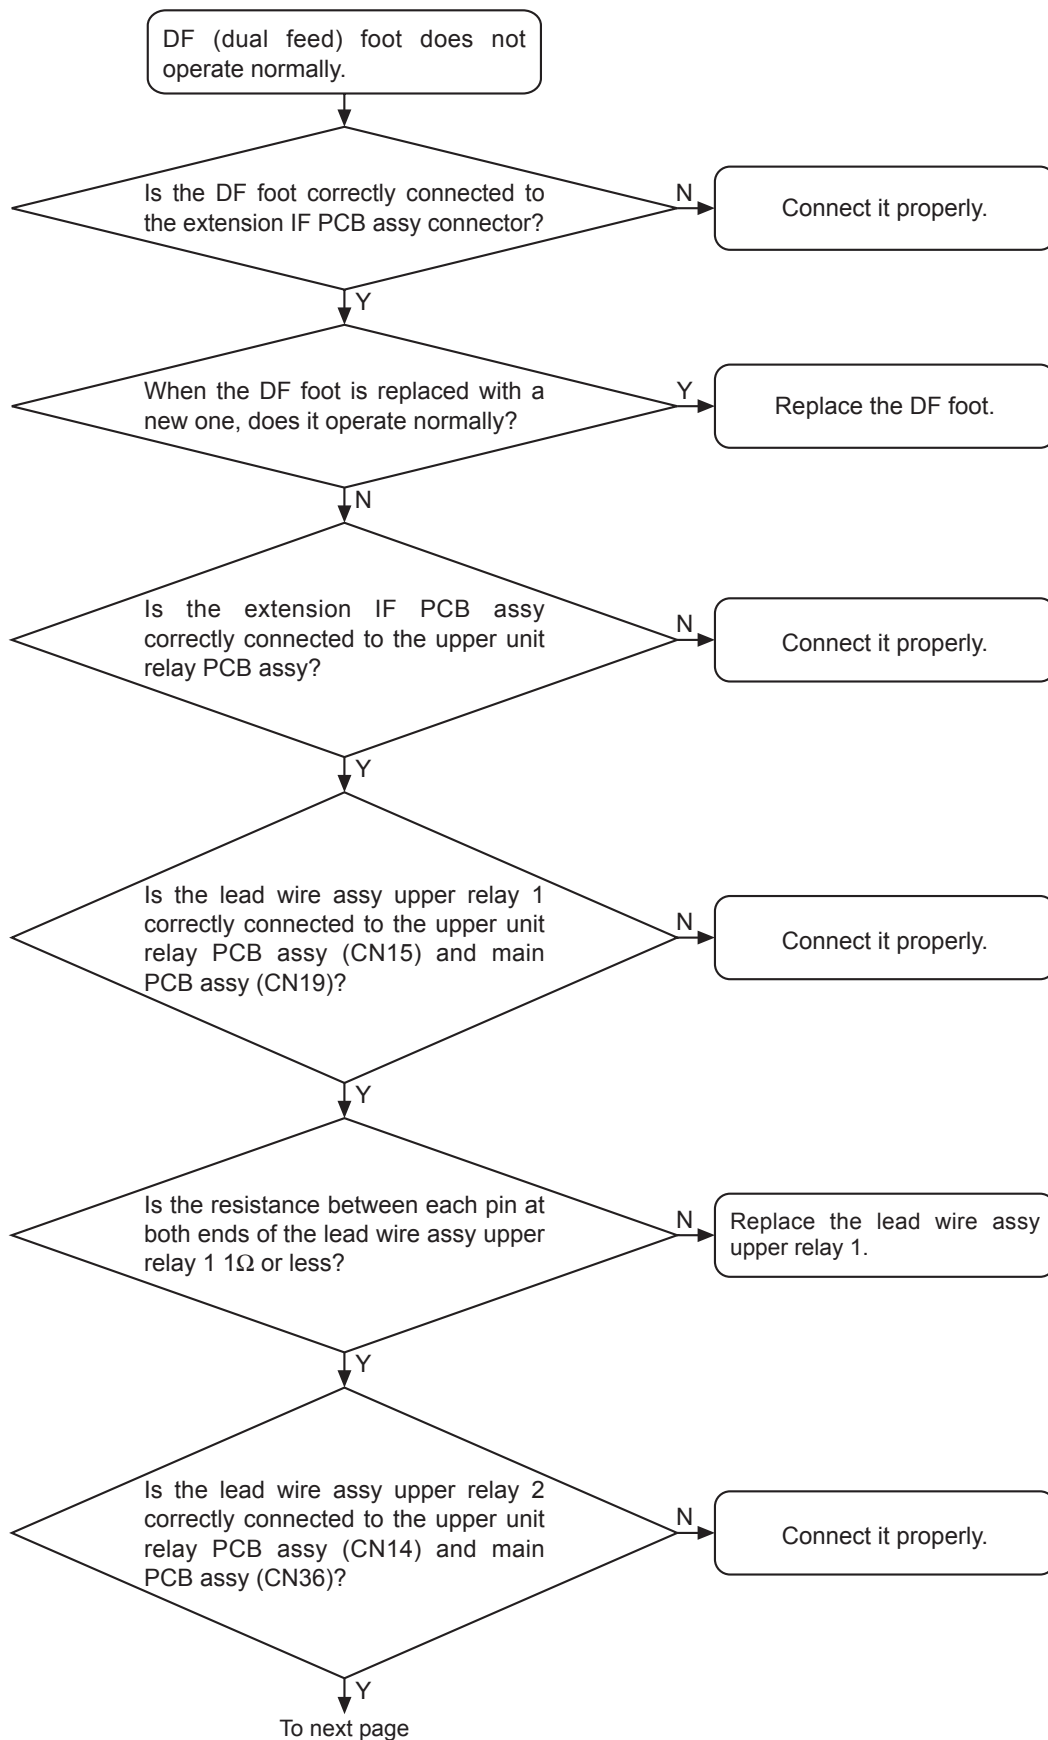 DF (dual feed) foot does not
operate normally.
Is the DF foot correctly connected to
the extension IF PCB assy connector?
N
Connect it properly.
Y
When the DF foot is replaced with a
new one, does it operate normally?
Y
Replace the DF foot.
N
Is the extension IF PCB assy
correctly connected to the upper unit
relay PCB assy?
N
Connect it properly.
Y
Is the lead wire assy upper relay 1
correctly connected to the upper unit
relay PCB assy (CN15) and main
PCB assy (CN19)?
N
Connect it properly.
Y
Is the resistance between each pin at
both ends of the lead wire assy upper
relay 1 1Ω or less?
N
Replace the lead wire assy
upper relay 1.
Y
Is the lead wire assy upper relay 2
correctly connected to the upper unit
relay PCB assy (CN14) and main
PCB assy (CN36)?
N
Connect it properly.
Y
To next page